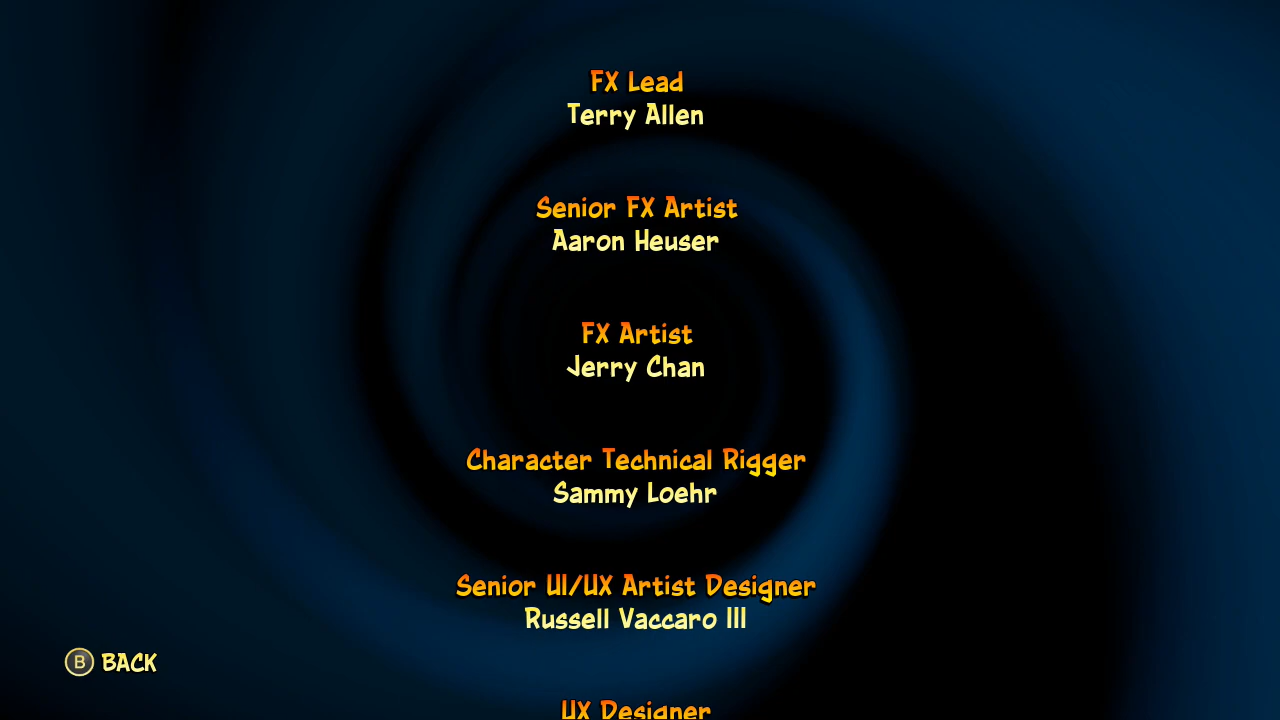 FX Lead
Terry Allen
Senior FX Artist
Aaron Heuser
FX Artist
Jerry Chan
Character Technical Rigger
Sammy Loehr
Senior UI/UX Artist Designer
Russell Vaccaro III
B BACK
UX Designer